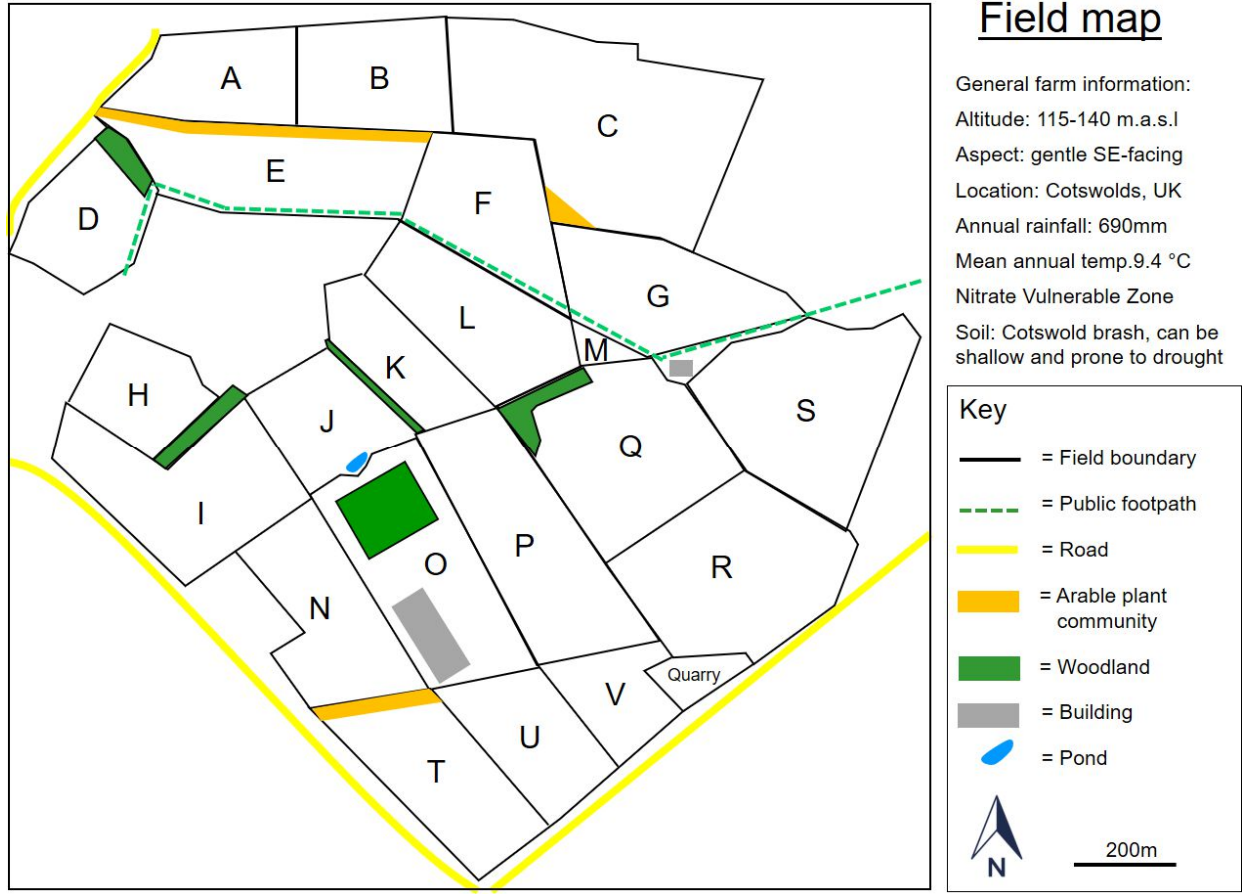 Field map
General farm information:
Altitude: 115-140 m.a.s.l
Aspect: gentle SE-facing
Location: Cotswolds, UK
Annual rainfall: 690mm
Mean annual temp.9.4 °C
Nitrate Vulnerable Zone
Soil: Cotswold brash, can be
shallow and prone to drought
Key
= Field boundary
= Public footpath
= Road
= Arable plant
community
= Woodland
= Building
= Pond
N
200m
A
B
C
D
E
F
G
H
I
J
K
L
M
N
O
P
Q
R
S
T
U
V
Quarry